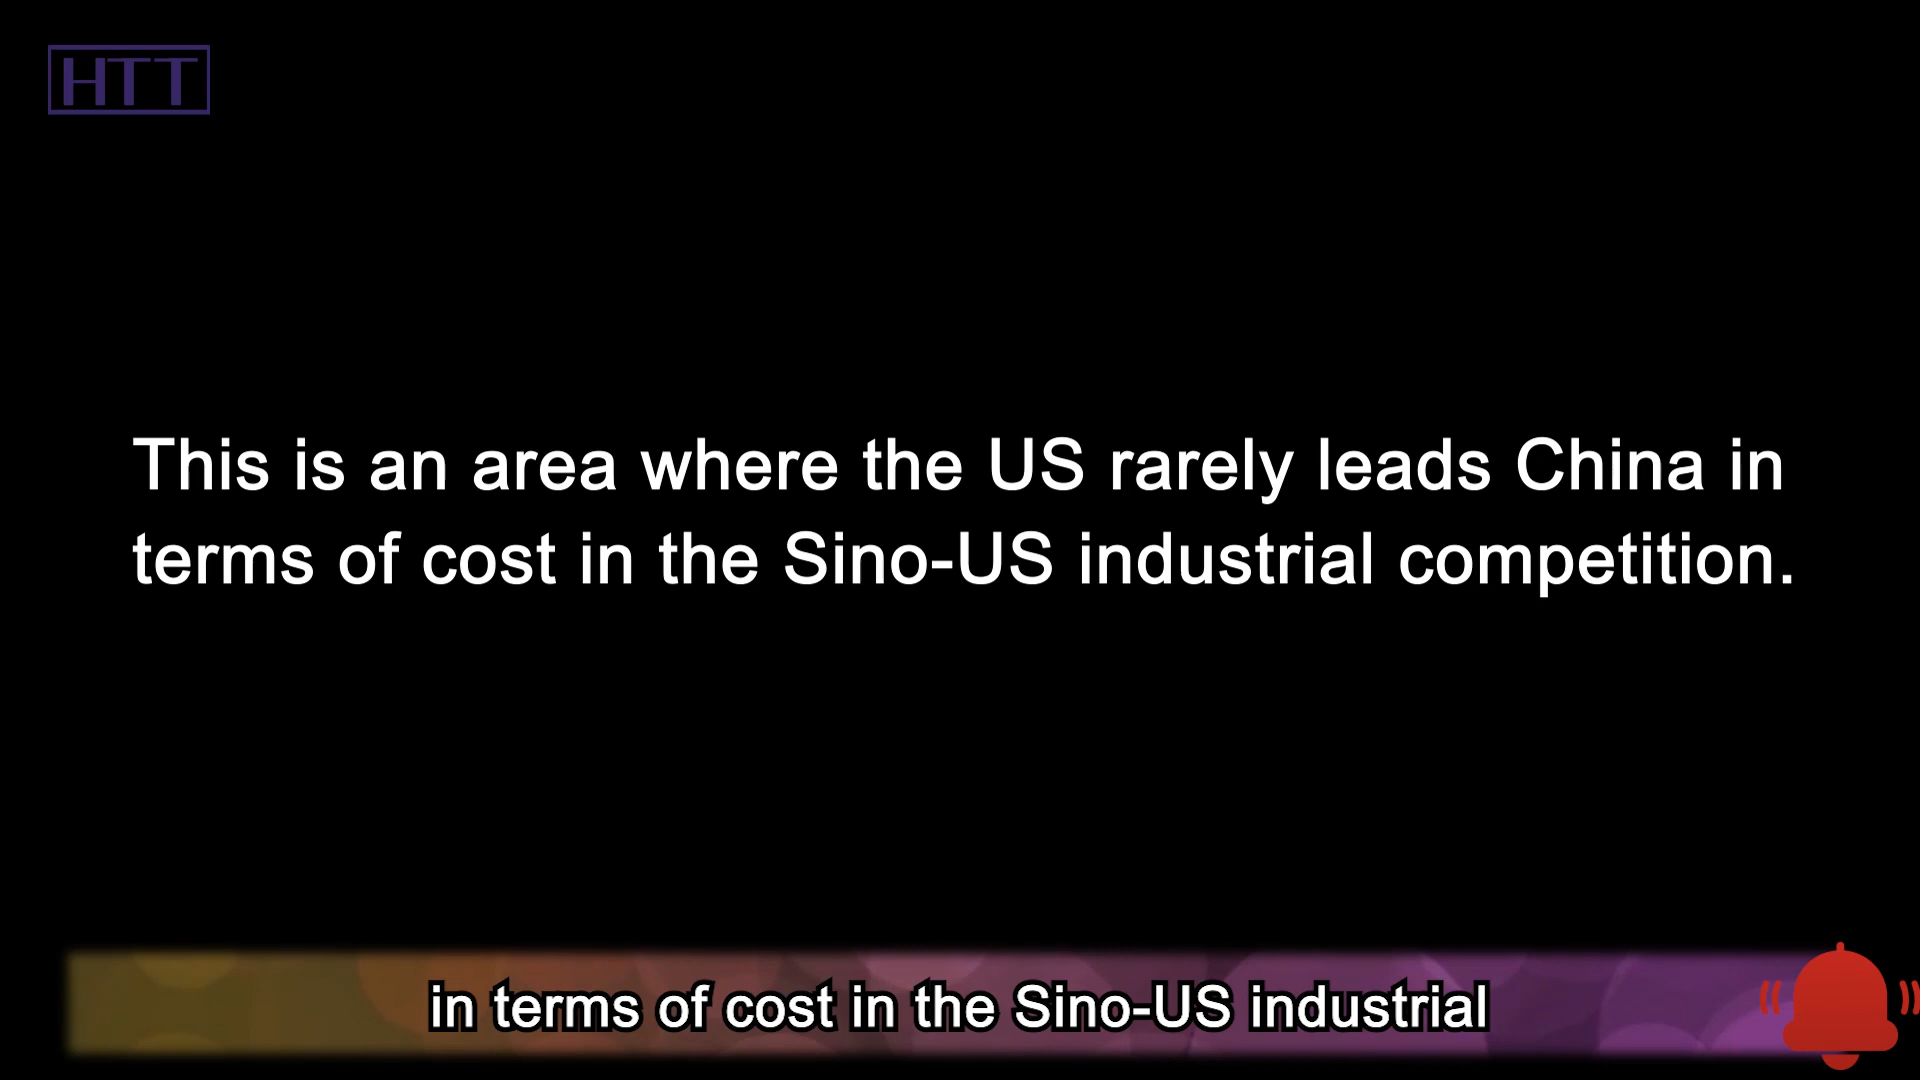 HTT
This is an area where the US rarely leads China in
terms of cost in the Sino-US industrial competition.
in terms of cost in the Sino-US industrial